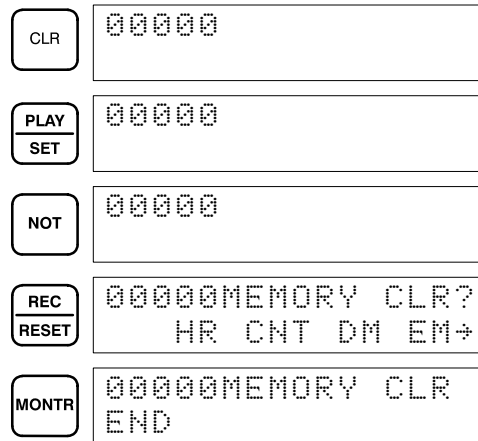 CLR
00000
PLAY
SET
00000
NOT
00000
REC
RESET
00000MEMORY CLR?
HR CNT DM EM→
MONTR
00000MEMORY CLR
END